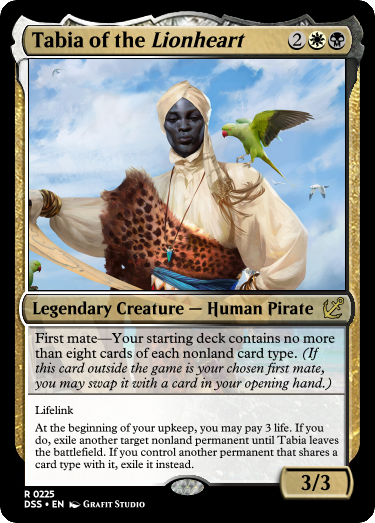 Tabia of the Lionheart 2
Legendary Creature — Human Pirate
First mate—Your starting deck contains no more
than eight cards of each nonland card type. (If
this card outside the game is your chosen first mate,
you may swap it with a card in your opening hand.)
Lifelink
At the beginning of your upkeep, you may pay 3 life. If you
do, exile another target nonland permanent until Tabia leaves
the battlefield. If you control another permanent that shares a
card type with it, exile it instead.
3/3
R 0225
DSS • EN Grafit Studio